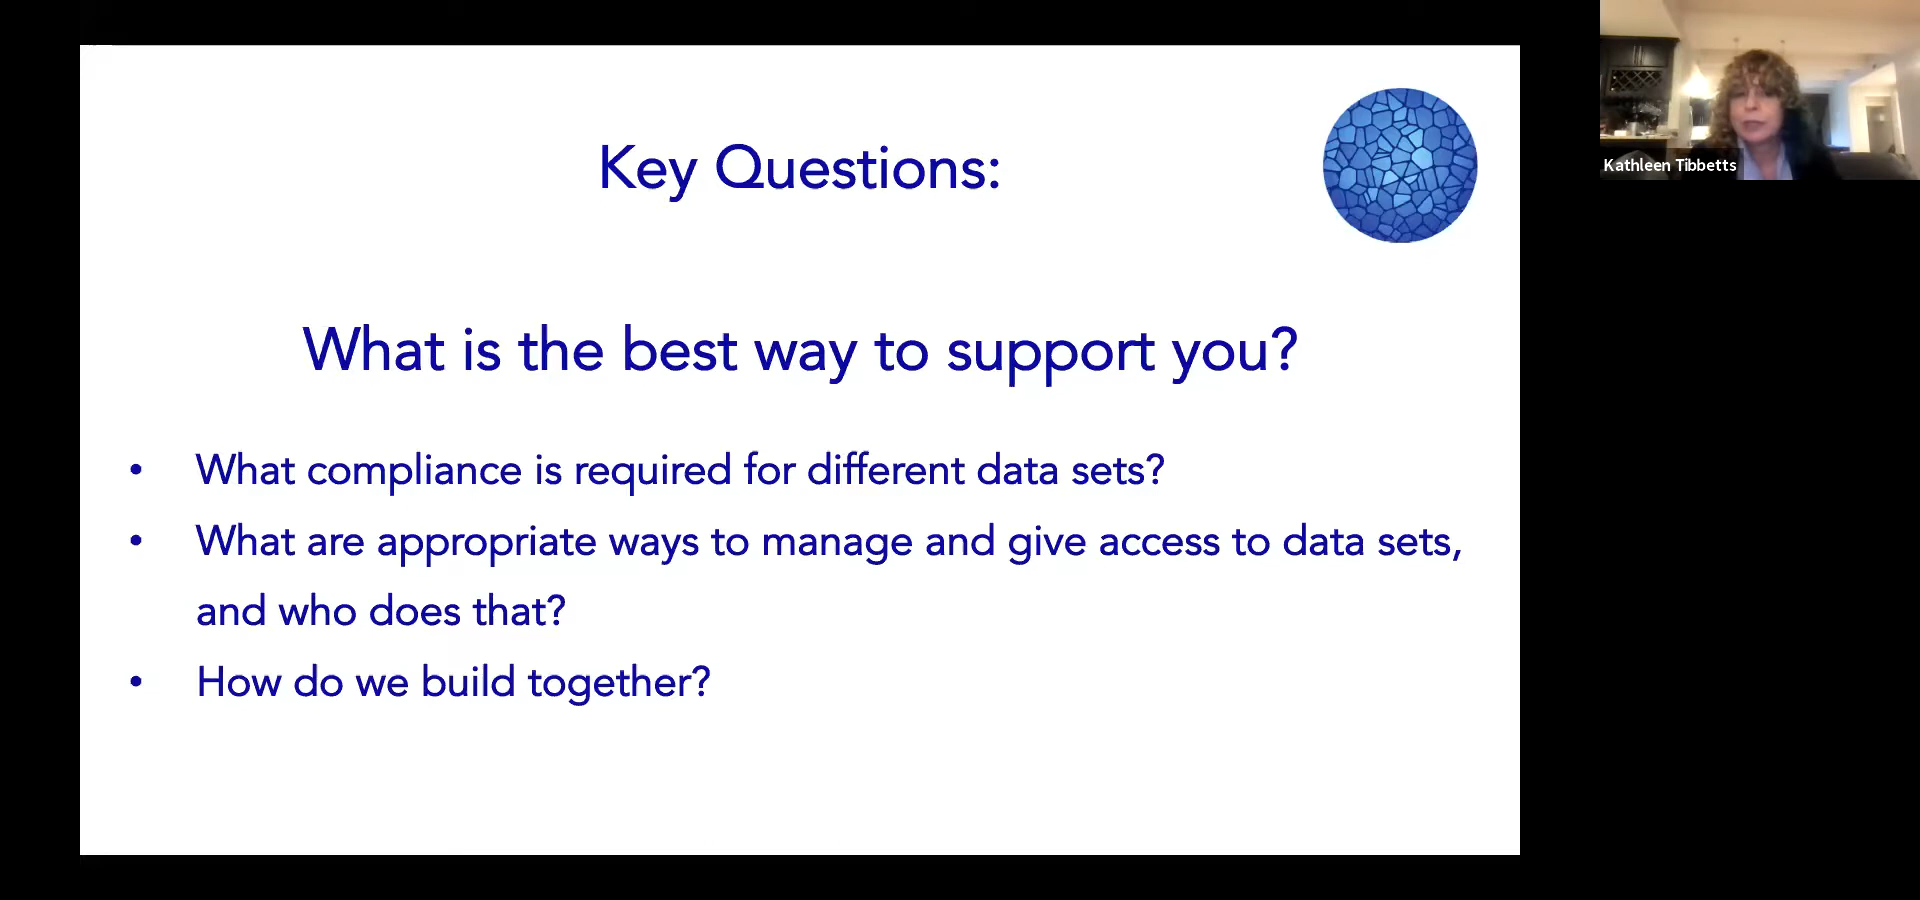 Key Questions:
Kathleen Tibbetts
What is the best way to support you?
• What compliance is required for different data sets?
• What are appropriate ways to manage and give access to data sets,
and who does that?
• How do we build together?